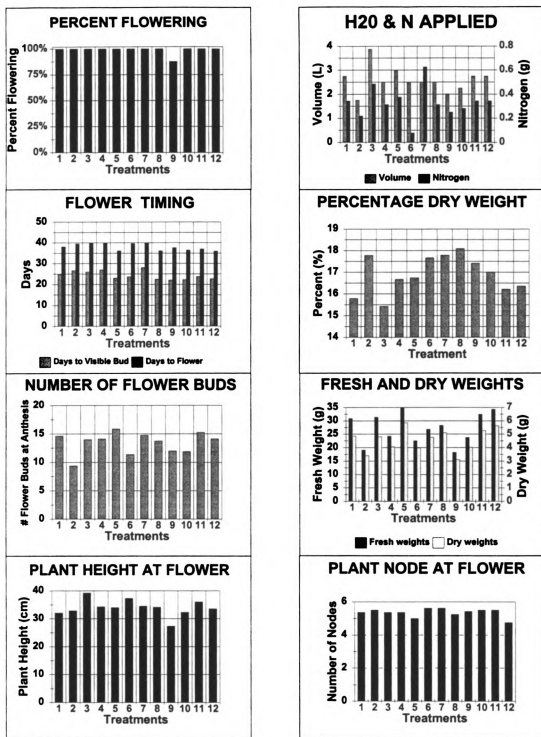 PERCENT FLOWERING
100%
75%
50%
25%
0%
Percent Flowering
1 2 3 4 5 6 7 8 9 10 11 12
Treatments
H20 & N APPLIED
4
3
2
1
0
Volume (L)
0.8
0.6
0.4
0.2
0
Nitrogen (g)
1 2 3 4 5 6 7 8 9 10 11 12
Treatments
Volume Nitrogen
FLOWER TIMING
50
40
30
20
10
0
Days
1 2 3 4 5 6 7 8 9 10 11 12
Treatments
Days to Visible Bud Days to Flower
PERCENTAGE DRY WEIGHT
19
18
17
16
15
14
Percent (%)
1 2 3 4 5 6 7 8 9 10 11 12
Treatment
NUMBER OF FLOWER BUDS
20
15
10
5
0
# Flower Buds at Anthesis
1 2 3 4 5 6 7 8 9 10 11 12
Treatments
FRESH AND DRY WEIGHTS
35
30
25
20
15
10
5
0
Fresh Weight (g)
7
6
5
4
3
2
1
0
Dry Weight (g)
1 2 3 4 5 6 7 8 9 10 11 12
Treatments
Fresh weights Dry weights
PLANT HEIGHT AT FLOWER
40
30
20
10
0
Plant Height (cm)
1 2 3 4 5 6 7 8 9 10 11 12
Treatments
PLANT NODE AT FLOWER
6
4
2
0
Number of Nodes
1 2 3 4 5 6 7 8 9 10 11 12
Treatments